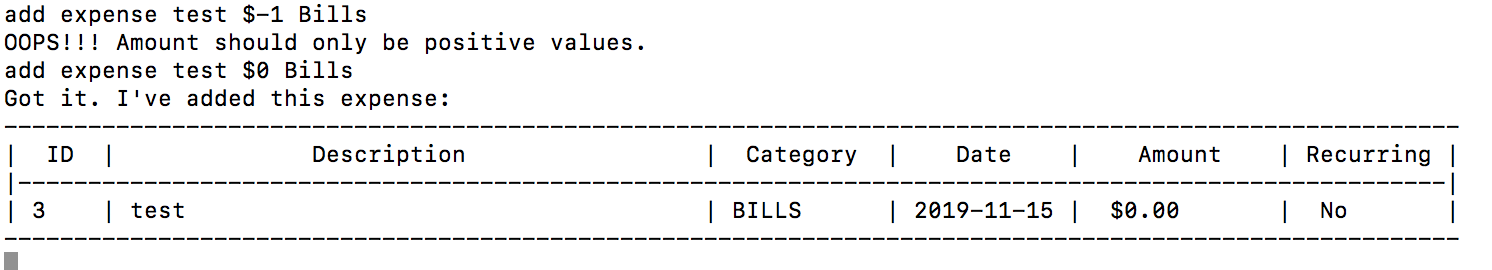 add expense test $-1 Bills
OOPS!!! Amount should only be positive values.
add expense test $0 Bills
Got it. I've added this expense:
--------------------------------------------------------------------------------------------------------
|  ID  |              Description                 |  Category  |    Date    |    Amount    | Recurring |
|------------------------------------------------------------------------------------------------------|
| 3    | test                                     | BILLS      | 2019-11-15 |  $0.00       |  No       |
--------------------------------------------------------------------------------------------------------